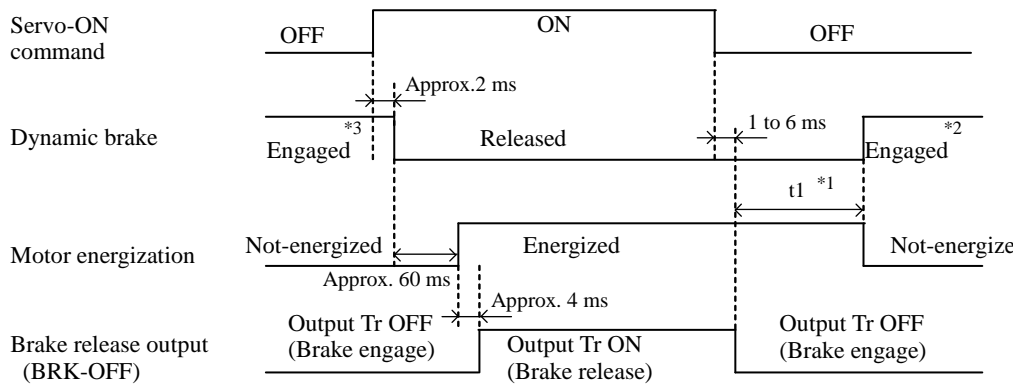 Servo-ON
command
OFF
ON
OFF
Approx.2 ms
Dynamic brake
Engaged *3
Released
1 to 6 ms
Engaged *2
t1 *1
Motor energization
Not-energized
Energized
Not-energize
Approx. 60 ms
Approx. 4 ms
Brake release output
(BRK-OFF)
Output Tr OFF
(Brake engage)
Output Tr ON
(Brake release)
Output Tr OFF
(Brake engage)